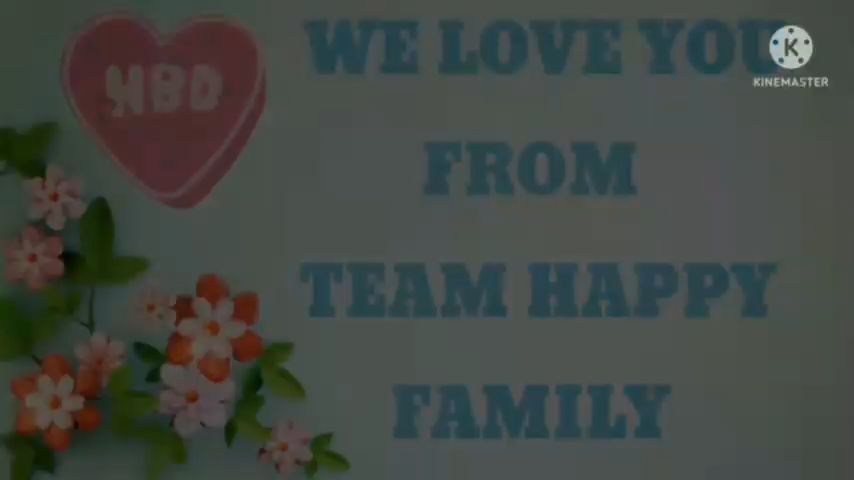 HBD
WE LOVE YOU
KINEMASTER
FROM
TEAM HAPPY
FAMILY